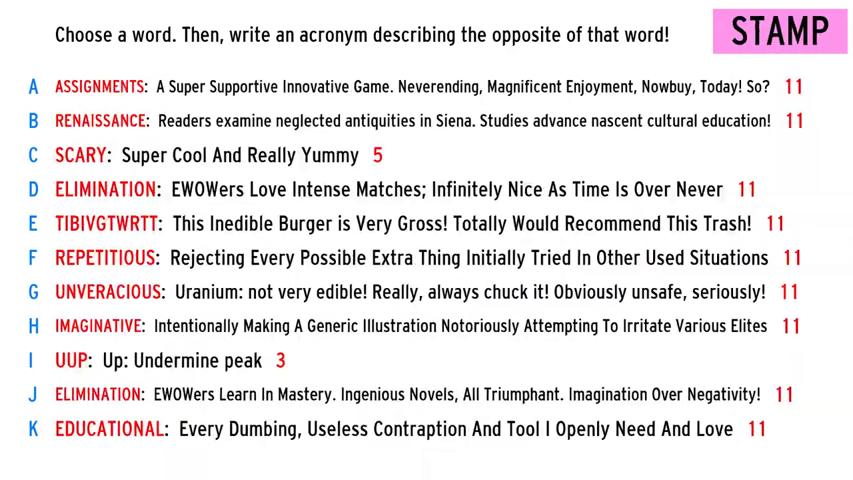 Choose a word. Then, write an acronym describing the opposite of that word!
STAMP
A ASSIGNMENTS: A Super Supportive Innovative Game. Neverending, Magnificent Enjoyment, Nowbuy, Today! So? 11
B RENAISSANCE: Readers examine neglected antiquities in Siena. Studies advance nascent cultural education! 11
C SCARY: Super Cool And Really Yummy 5
D ELIMINATION: EWOWers Love Intense Matches; Infinitely Nice As Time Is Over Never 11
E TIBIVGTWRTT: This Inedible Burger is Very Gross! Totally Would Recommend This Trash! 11
F REPETITIOUS: Rejecting Every Possible Extra Thing Initially Tried In Other Used Situations 11
G UNVERACIOUS: Uranium: not very edible! Really, always chuck it! Obviously unsafe, seriously! 11
H IMAGINATIVE: Intentionally Making A Generic Illustration Notoriously Attempting To Irritate Various Elites 11
I UUP: Up: Undermine peak 3
J ELIMINATION: EWOWers Learn In Mastery. Ingenious Novels, All Triumphant. Imagination Over Negativity! 11
K EDUCATIONAL: Every Dumbing, Useless Contraption And Tool I Openly Need And Love 11